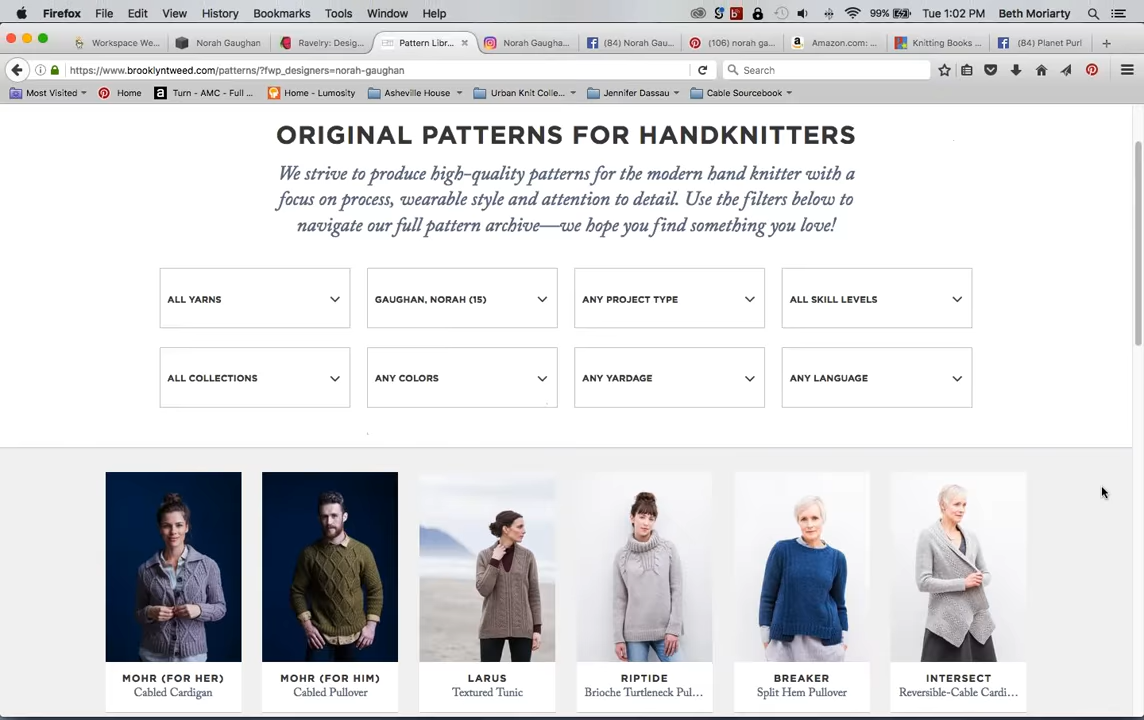 Firefox File Edit View History Bookmarks Tools Window Help 99% Tue 1:02 PM Beth Moriarty
Workspace We... Norah Gaughan Ravelry: Desig... Pattern Libr... Norah Gaugha... (84) Norah Gau... (106) norah ga... Amazon.com: ... Knitting Books ... (84) Planet Purl
https://www.brooklyntweed.com/patterns/?fwp_designers=norah-gaughan Search
Most Visited Home Turn - AMC - Full ... Home - Lumosity Asheville House Urban Knit Colle... Jennifer Dassau Cable Sourcebook
ORIGINAL PATTERNS FOR HANDKNITTERS
We strive to produce high-quality patterns for the modern hand knitter with a
focus on process, wearable style and attention to detail. Use the filters below to
navigate our full pattern archive—we hope you find something you love!
ALL YARNS GAUGHAN, NORAH (15) ANY PROJECT TYPE ALL SKILL LEVELS
ALL COLLECTIONS ANY COLORS ANY YARDAGE ANY LANGUAGE
MOHR (FOR HER) MOHR (FOR HIM) LARUS RIPTIDE BREAKER INTERSECT
Cabled Cardigan Cabled Pullover Textured Tunic Brioche Turtleneck Pul... Split Hem Pullover Reversible-Cable Cardi...